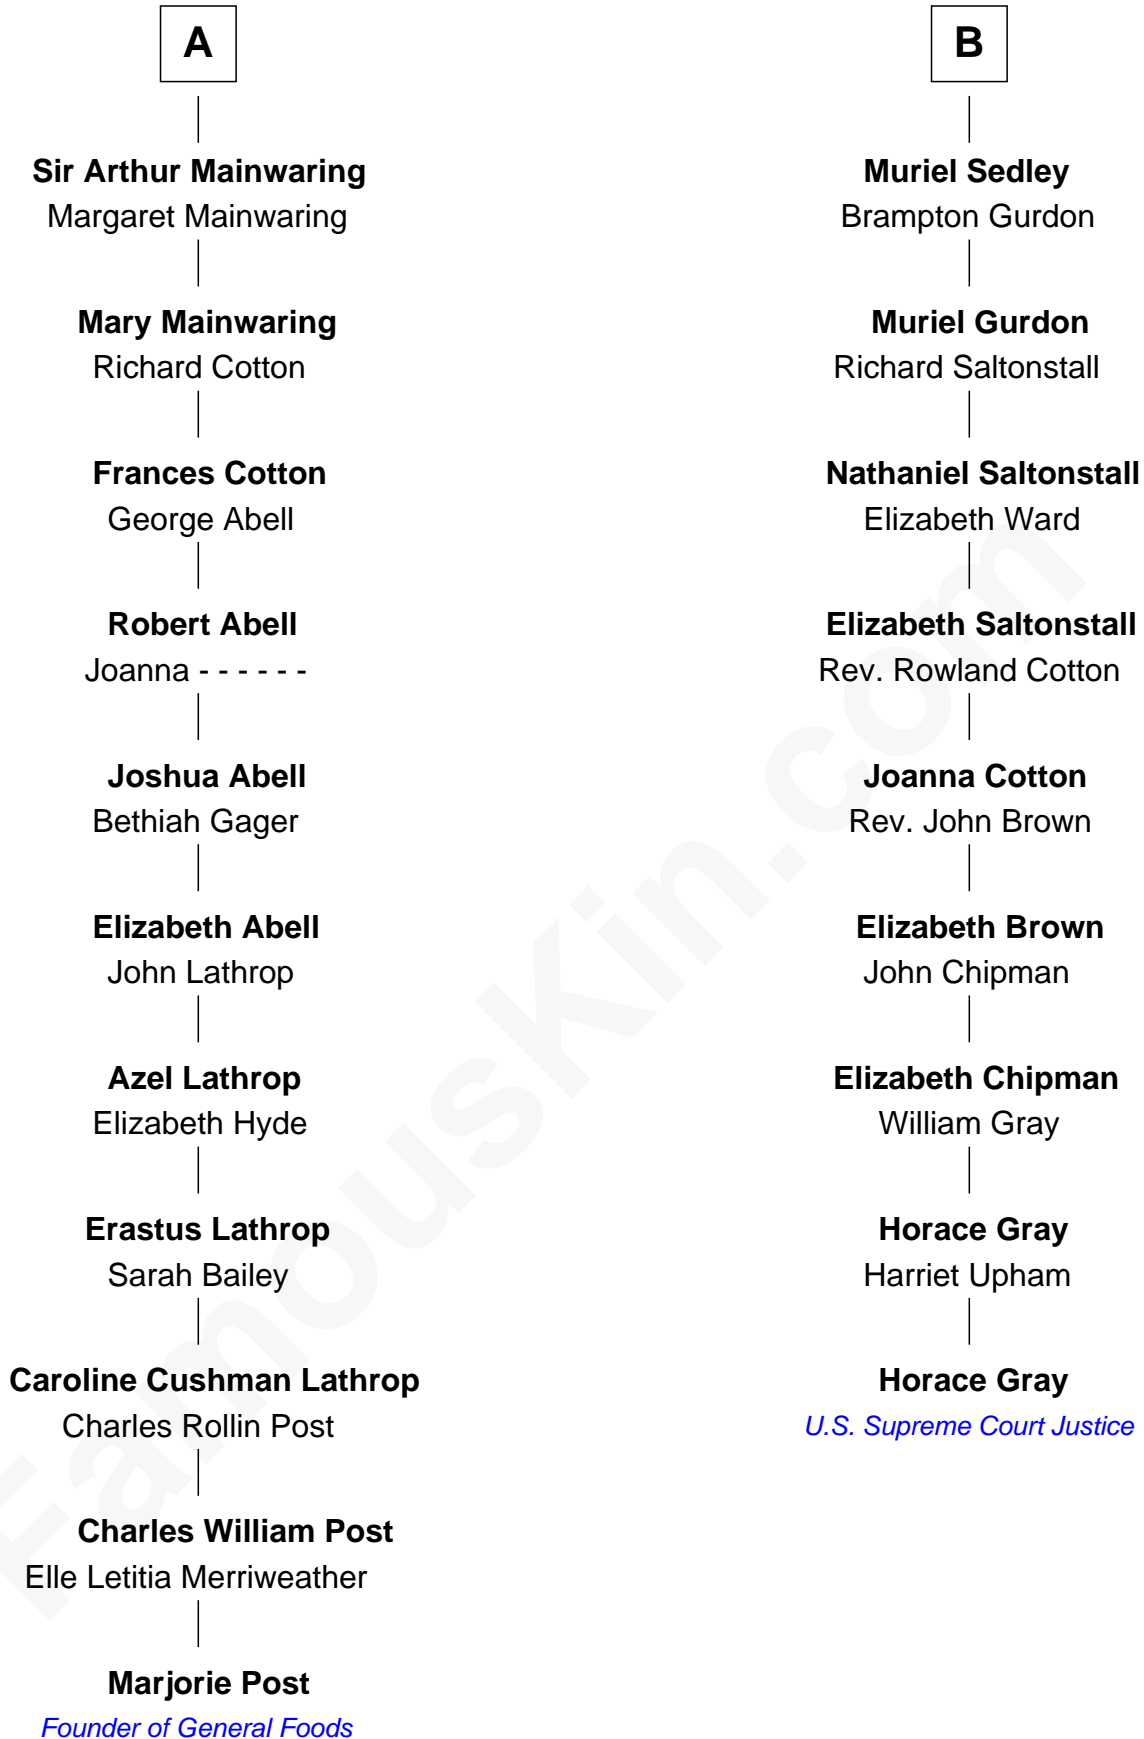 A
Sir Arthur Mainwaring
Margaret Mainwaring
Mary Mainwaring
Richard Cotton
Frances Cotton
George Abell
Robert Abell
Joanna - - - - - -
Joshua Abell
Bethiah Gager
Elizabeth Abell
John Lathrop
Azel Lathrop
Elizabeth Hyde
Erastus Lathrop
Sarah Bailey
Caroline Cushman Lathrop
Charles Rollin Post
Charles William Post
Elle Letitia Merriweather
Marjorie Post
Founder of General Foods
B
Muriel Sedley
Brampton Gurdon
Muriel Gurdon
Richard Saltonstall
Nathaniel Saltonstall
Elizabeth Ward
Elizabeth Saltonstall
Rev. Rowland Cotton
Joanna Cotton
Rev. John Brown
Elizabeth Brown
John Chipman
Elizabeth Chipman
William Gray
Horace Gray
Harriet Upham
Horace Gray
U.S. Supreme Court Justice
FamousKin.com